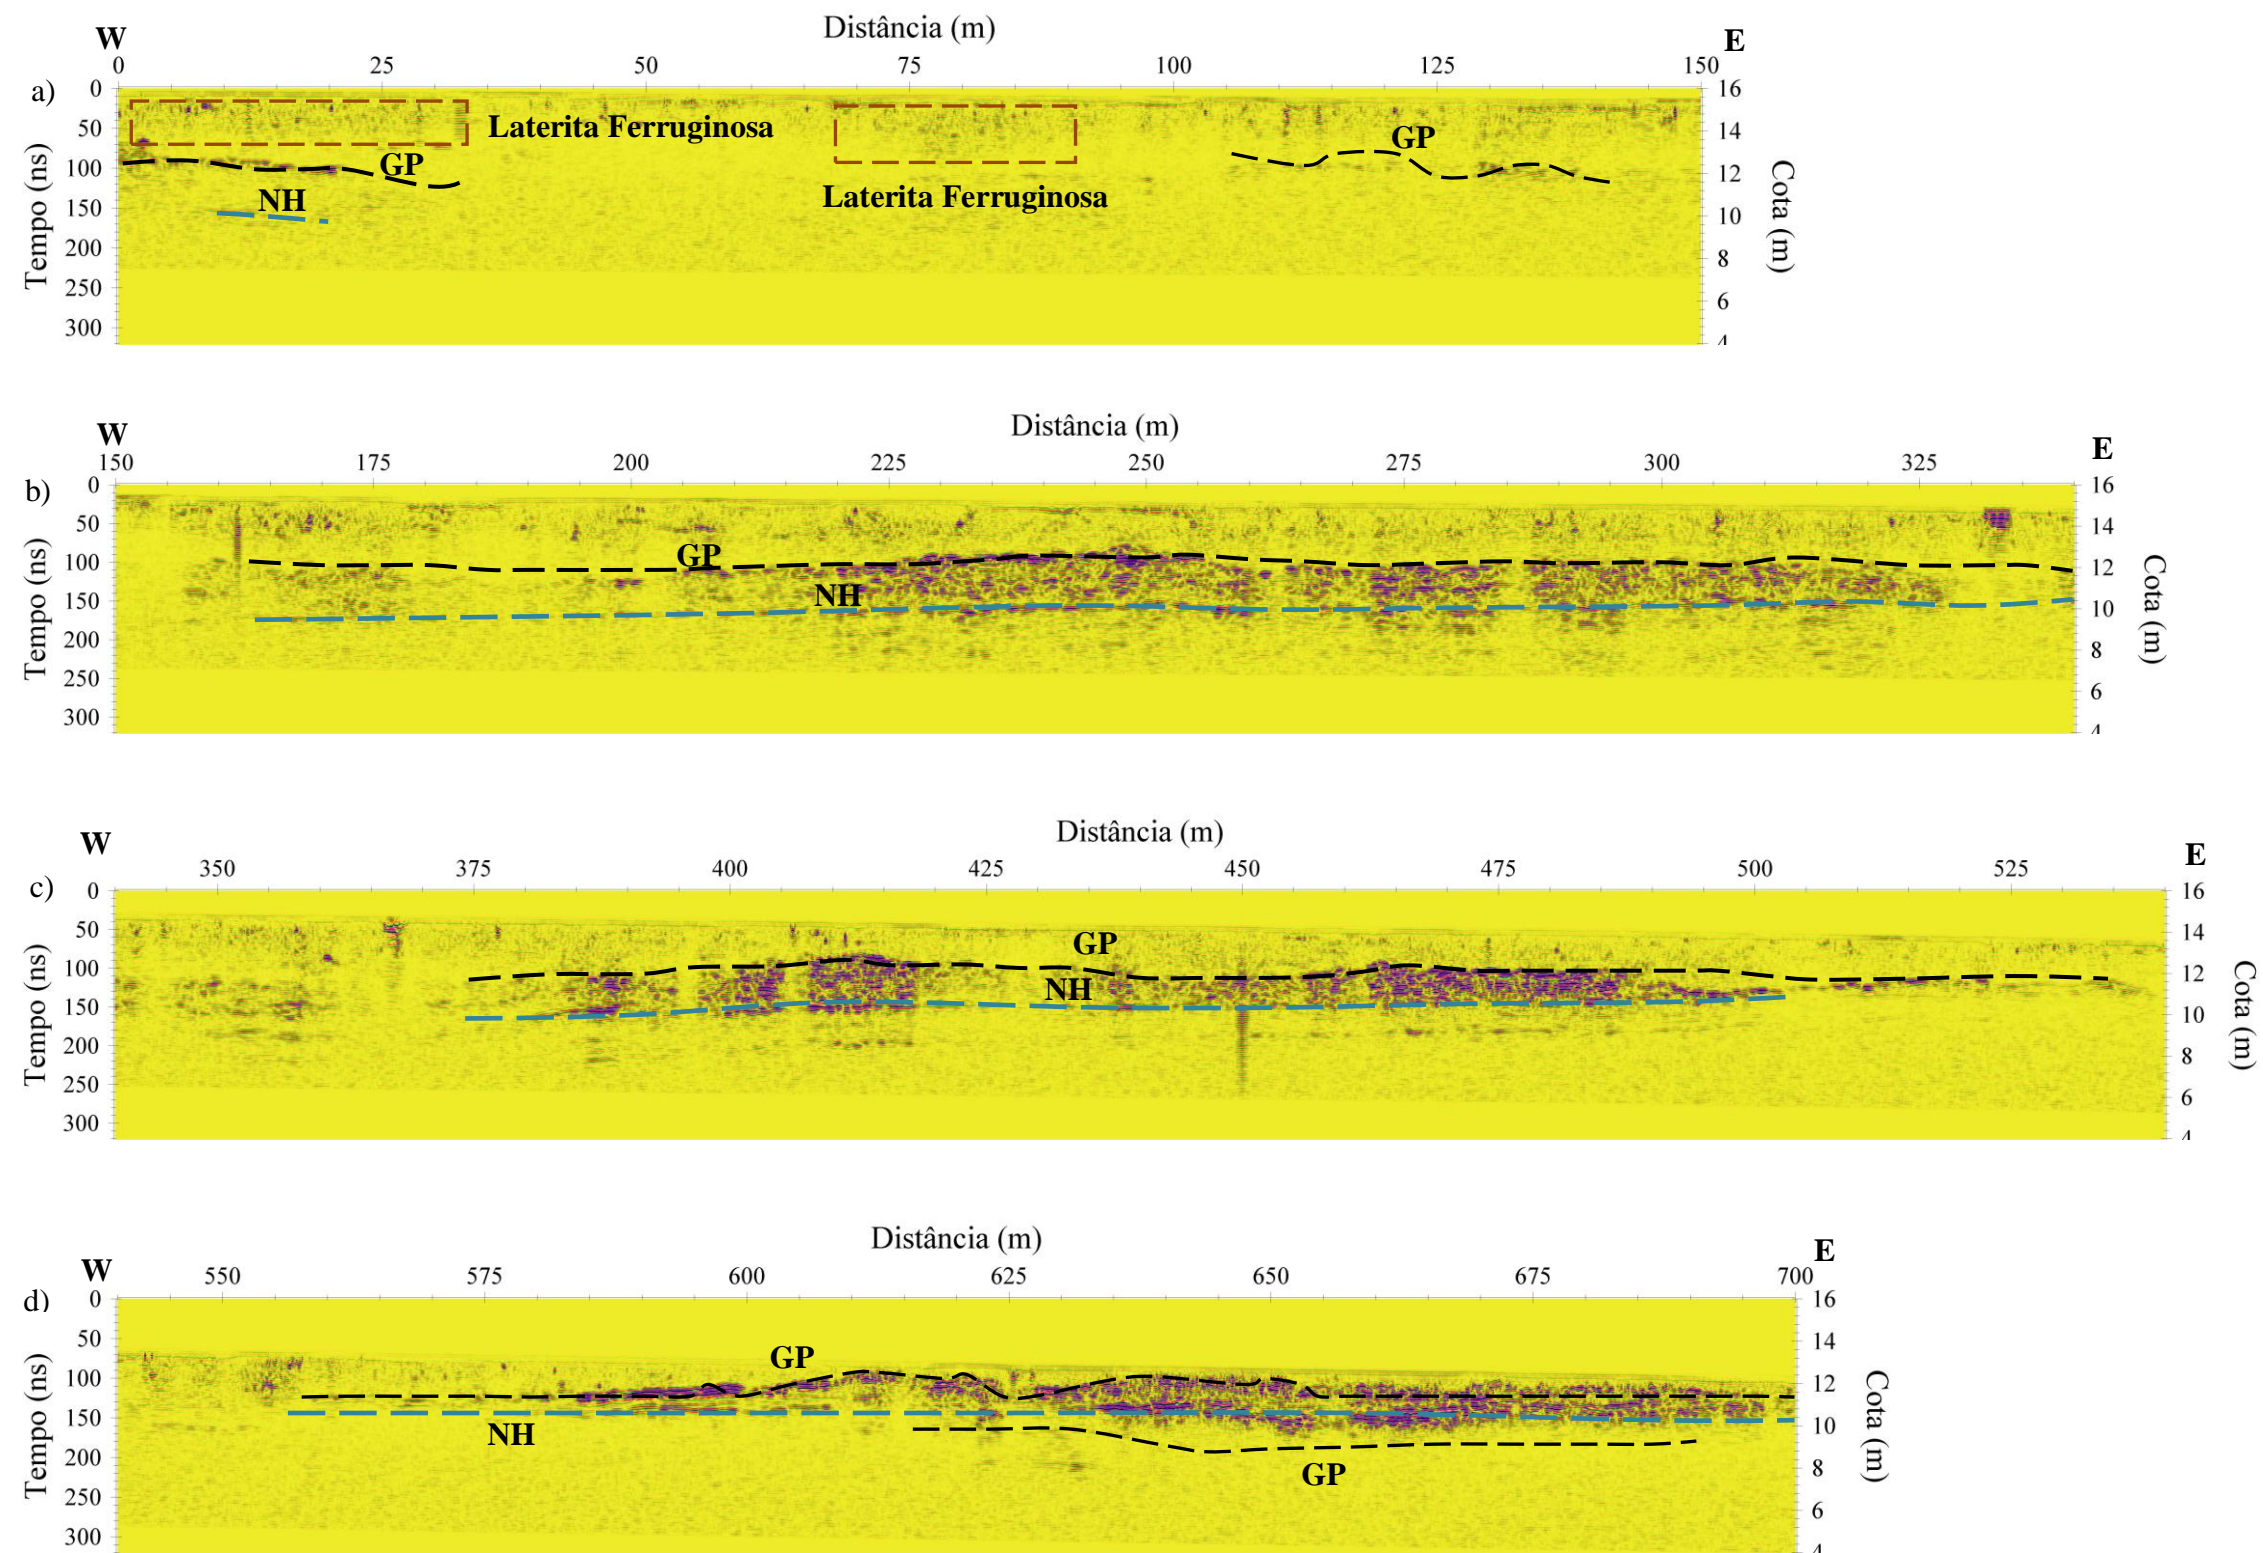 Distância (m)
W E
0 25 50 75 100 125 150
a)
0 50 100 150 200 250 300
Tempo (ns)
16 14 12 10 8 6 4
Cota (m)
Laterita Ferruginosa
GP
NH
Laterita Ferruginosa
GP
Distância (m)
W E
150 175 200 225 250 275 300 325
b)
0 50 100 150 200 250 300
Tempo (ns)
16 14 12 10 8 6 4
Cota (m)
GP
NH
Distância (m)
W E
350 375 400 425 450 475 500 525
c)
0 50 100 150 200 250 300
Tempo (ns)
16 14 12 10 8 6 4
Cota (m)
GP
NH
Distância (m)
W E
550 575 600 625 650 675 700
d)
0 50 100 150 200 250 300
Tempo (ns)
16 14 12 10 8 6 4
Cota (m)
GP
NH
GP